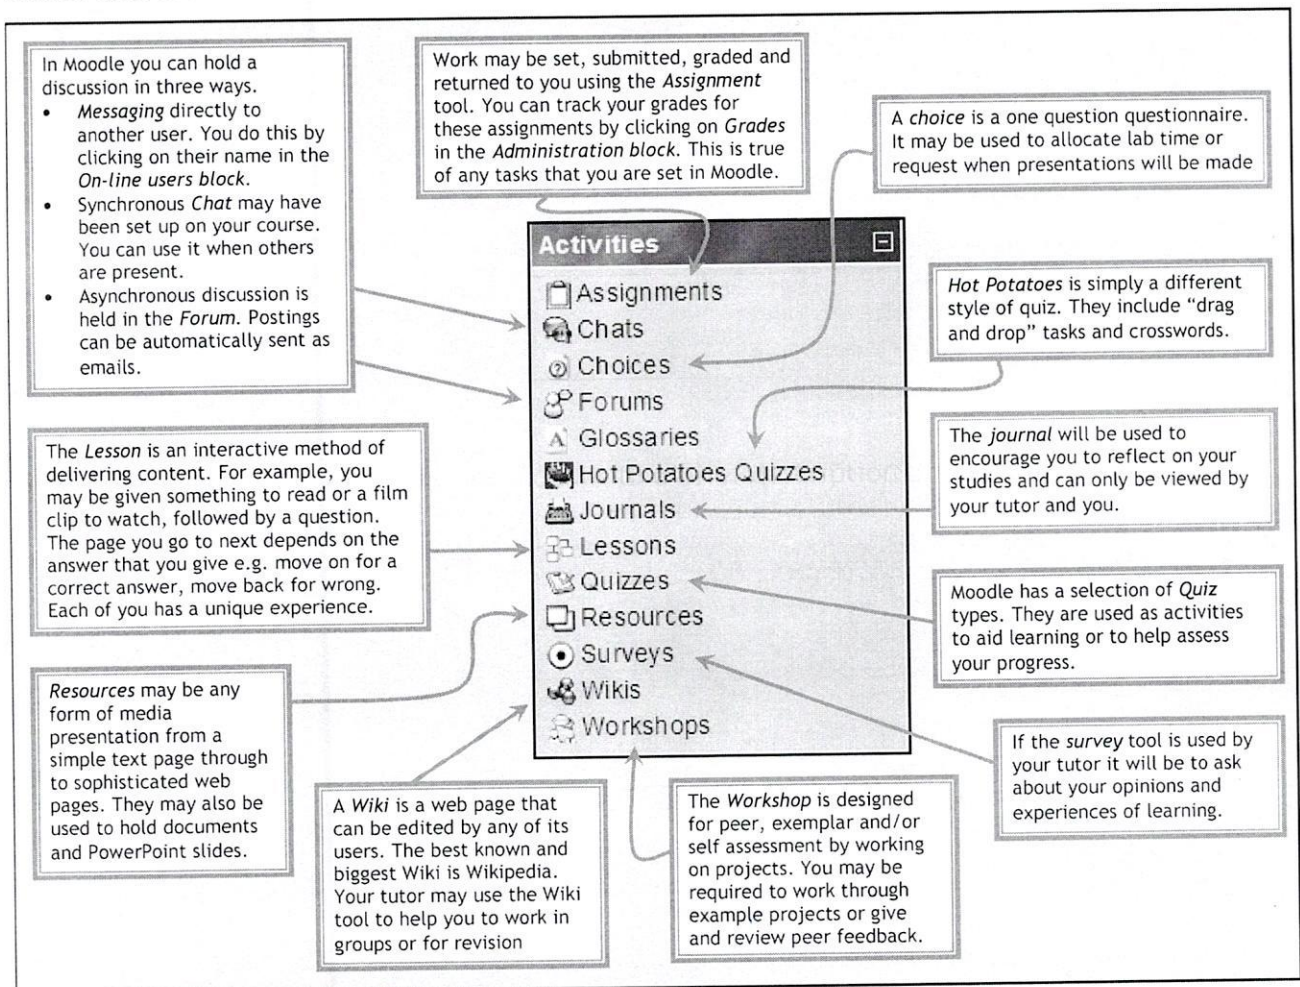 In Moodle you can hold a
discussion in three ways.
• Messaging directly to
another user. You do this by
clicking on their name in the
On-line users block.
• Synchronous Chat may have
been set up on your course.
You can use it when others
are present.
• Asynchronous discussion is
held in the Forum. Postings
can be automatically sent as
emails.
Work may be set, submitted, graded and
returned to you using the Assignment
tool. You can track your grades for
these assignments by clicking on Grades
in the Administration block. This is true
of any tasks that you are set in Moodle.
A choice is a one question questionnaire.
It may be used to allocate lab time or
request when presentations will be made
Activities
Assignments
Chats
Choices
Forums
Glossaries
Hot Potatoes Quizzes
Journals
Lessons
Quizzes
Resources
Surveys
Wikis
Workshops
Hot Potatoes is simply a different
style of quiz. They include “drag
and drop” tasks and crosswords.
The Lesson is an interactive method of
delivering content. For example, you
may be given something to read or a film
clip to watch, followed by a question.
The page you go to next depends on the
answer that you give e.g. move on for a
correct answer, move back for wrong.
Each of you has a unique experience.
The journal will be used to
encourage you to reflect on your
studies and can only be viewed by
your tutor and you.
Moodle has a selection of Quiz
types. They are used as activities
to aid learning or to help assess
your progress.
Resources may be any
form of media
presentation from a
simple text page through
to sophisticated web
pages. They may also be
used to hold documents
and PowerPoint slides.
A Wiki is a web page that
can be edited by any of its
users. The best known and
biggest Wiki is Wikipedia.
Your tutor may use the Wiki
tool to help you to work in
groups or for revision
The Workshop is designed
for peer, exemplar and/or
self assessment by working
on projects. You may be
required to work through
example projects or give
and review peer feedback.
If the survey tool is used by
your tutor it will be to ask
about your opinions and
experiences of learning.